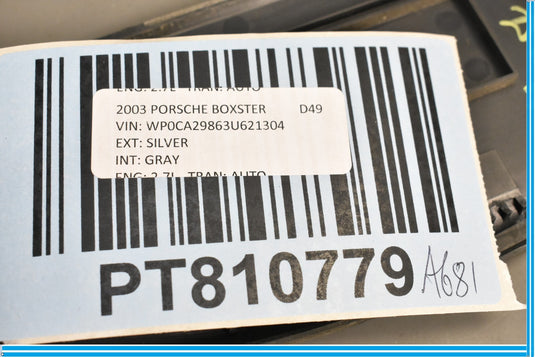 ENG: 2.7L TRAN: AUTO
2003 PORSCHE BOXSTER D49
VIN: WP0CA29863U621304
EXT: SILVER
INT: GRAY
ENG: 2.7L TRAN: AUTO
PT810779
A681